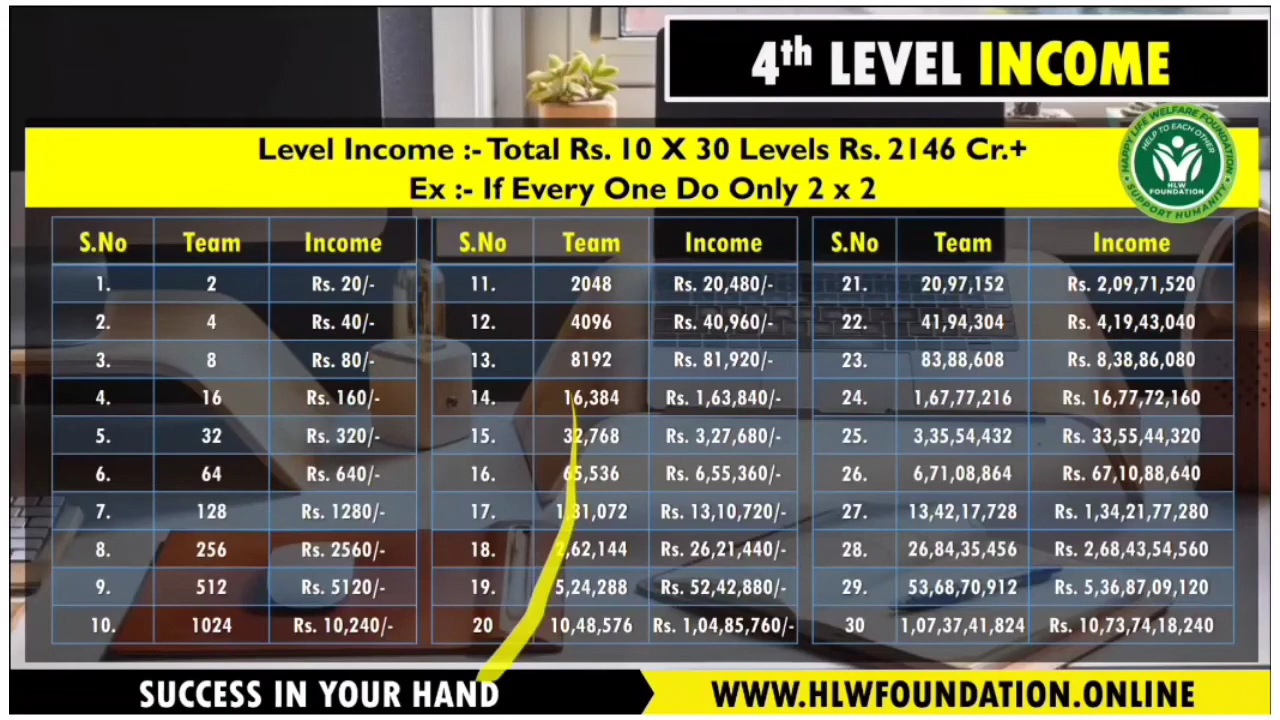 4th LEVEL INCOME
Level Income :- Total Rs. 10 X 30 Levels Rs. 2146 Cr.+
Ex :- If Every One Do Only 2 x 2
HAPPY LIFE WELFARE FOUNDATION
HELP TO EACH OTHER
HLW
FOUNDATION
SUPPORT HUMANITY
S.No Team Income S.No Team Income S.No Team Income
1. 2 Rs. 20/- 11. 2048 Rs. 20,480/- 21. 20,97,152 Rs. 2,09,71,520
2. 4 Rs. 40/- 12. 4096 Rs. 40,960/- 22. 41,94,304 Rs. 4,19,43,040
3. 8 Rs. 80/- 13. 8192 Rs. 81,920/- 23. 83,88,608 Rs. 8,38,86,080
4. 16 Rs. 160/- 14. 16,384 Rs. 1,63,840/- 24. 1,67,77,216 Rs. 16,77,72,160
5. 32 Rs. 320/- 15. 32,768 Rs. 3,27,680/- 25. 3,35,54,432 Rs. 33,55,44,320
6. 64 Rs. 640/- 16. 65,536 Rs. 6,55,360/- 26. 6,71,08,864 Rs. 67,10,88,640
7. 128 Rs. 1280/- 17. 1,31,072 Rs. 13,10,720/- 27. 13,42,17,728 Rs. 1,34,21,77,280
8. 256 Rs. 2560/- 18. 2,62,144 Rs. 26,21,440/- 28. 26,84,35,456 Rs. 2,68,43,54,560
9. 512 Rs. 5120/- 19. 5,24,288 Rs. 52,42,880/- 29. 53,68,70,912 Rs. 5,36,87,09,120
10. 1024 Rs. 10,240/- 20 10,48,576 Rs. 1,04,85,760/- 30 1,07,37,41,824 Rs. 10,73,74,18,240
SUCCESS IN YOUR HAND
WWW.HLWFOUNDATION.ONLINE